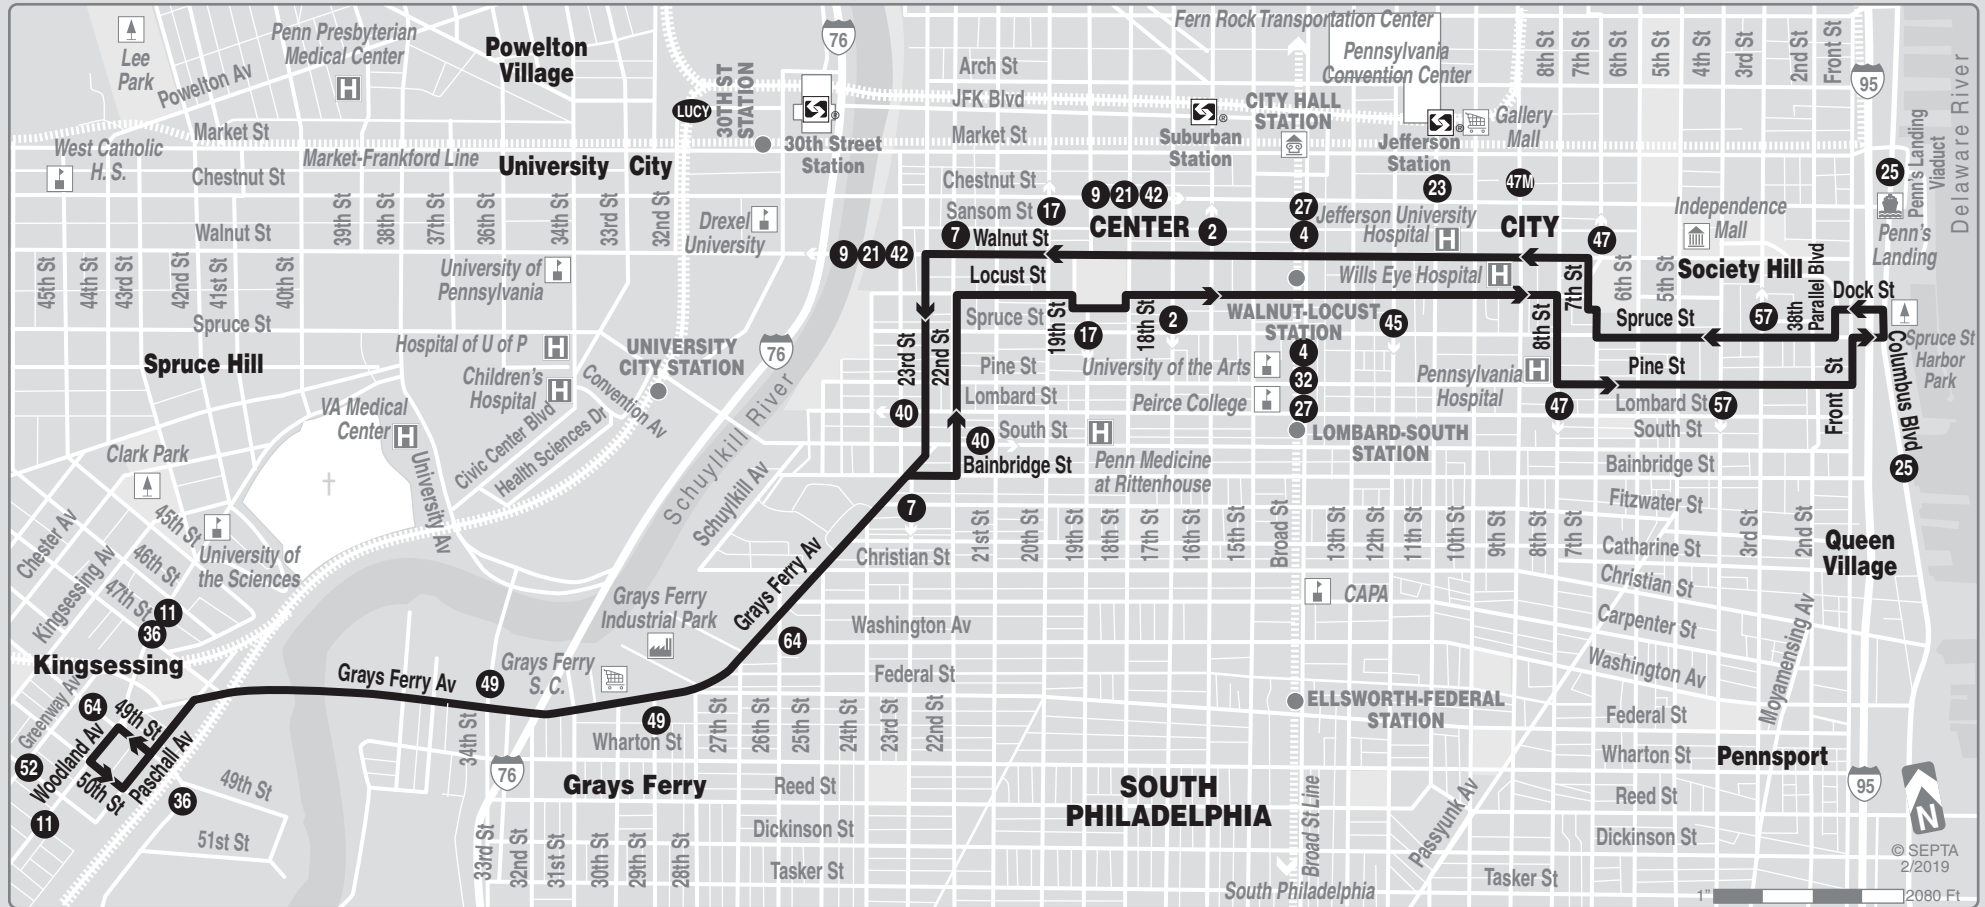 Lee
Park
Powelton Av
Penn Presbyterian
Medical Center
H
Powelton
Village
LUCY
30TH ST
STATION
76
30th Street
Station
Arch St
JFK Blvd
Market St
Fern Rock Transportation Center
Pennsylvania
Convention Center
CITY HALL
STATION
Suburban
Station
Jefferson
Station
Gallery
Mall
8th St
7th St
6th St
5th St
4th St
3rd St
2nd St
Front St
95
Delaware River
Penn's Landing
Viaduct
25
Penn's
Landing
Market St
West Catholic
H. S.
Market-Frankford Line
University City
Chestnut St
Walnut St
39th St
38th St
37th St
36th St
34th St
33rd St
32nd St
Drexel
University
9 21 42
Chestnut St
Sansom St 17
7 Walnut St
Locust St
9 21 42
CENTER
2
27
4
Jefferson University
Hospital H
23
47M
CITY
47
Independence
Mall
45th St
44th St
43rd St
42nd St
41st St
40th St
Spruce St
University of
Pennsylvania
Spruce Hill
Hospital of U of P H
Children's
Hospital H
UNIVERSITY
CITY STATION
76
Convention Av
Civic Center Blvd
Health Sciences Dr
VA Medical
Center H
University Av
Clark Park
Schuylkill River
Schuylkill Av
23rd St
22nd St
40
40
Spruce St
19th St
17
18th St
2
Pine St
Lombard St
South St
Bainbridge St
H
Penn Medicine
at Rittenhouse
Wills Eye Hospital H
WALNUT-LOCUST
STATION
45
University of the Arts
Peirce College
4
32
27
LOMBARD-SOUTH
STATION
Pennsylvania
Hospital
H
8th St
7th St
6th St
5th St
Society Hill
Spruce St
57
38th
Parallel Blvd
Dock St
Pine St
Front St
47
Lombard St 57
South St
Spruce St
Harbor
Park
Columbus Blvd
25
Bainbridge St
Fitzwater St
Catharine St
Christian St
Carpenter St
Washington Av
Federal St
Wharton St
Reed St
Dickinson St
Tasker St
3rd St
2nd St
Queen
Village
Moyamensing Av
Pennsport
Chester Av
Kingsessing Av
45th St
46th St
47th St
University of
the Sciences
11
36
Kingsessing
Greenway Av
64
49th St
Woodland Av
50th St
Paschall Av
52
11
36
49th St
51st St
Grays Ferry Av
49
Grays Ferry
S. C.
Grays Ferry
Industrial Park
Grays Ferry Av
64
49
7
Christian St
Washington Av
Federal St
21st St
20th St
19th St
18th St
17th St
16th St
15th St
Broad St
13th St
12th St
11th St
10th St
9th St
8th St
7th St
CAPA
ELLSWORTH-FEDERAL
STATION
34th St
Wharton St
27th St
26th St
25th St
24th St
23rd St
22nd St
76
Grays Ferry
Reed St
Dickinson St
Tasker St
33rd St
32nd St
31st St
30th St
29th St
28th St
SOUTH
PHILADELPHIA
Broad St Line
South Philadelphia
Passyunk Av
95
N
© SEPTA
2/2019
1" 2080 Ft